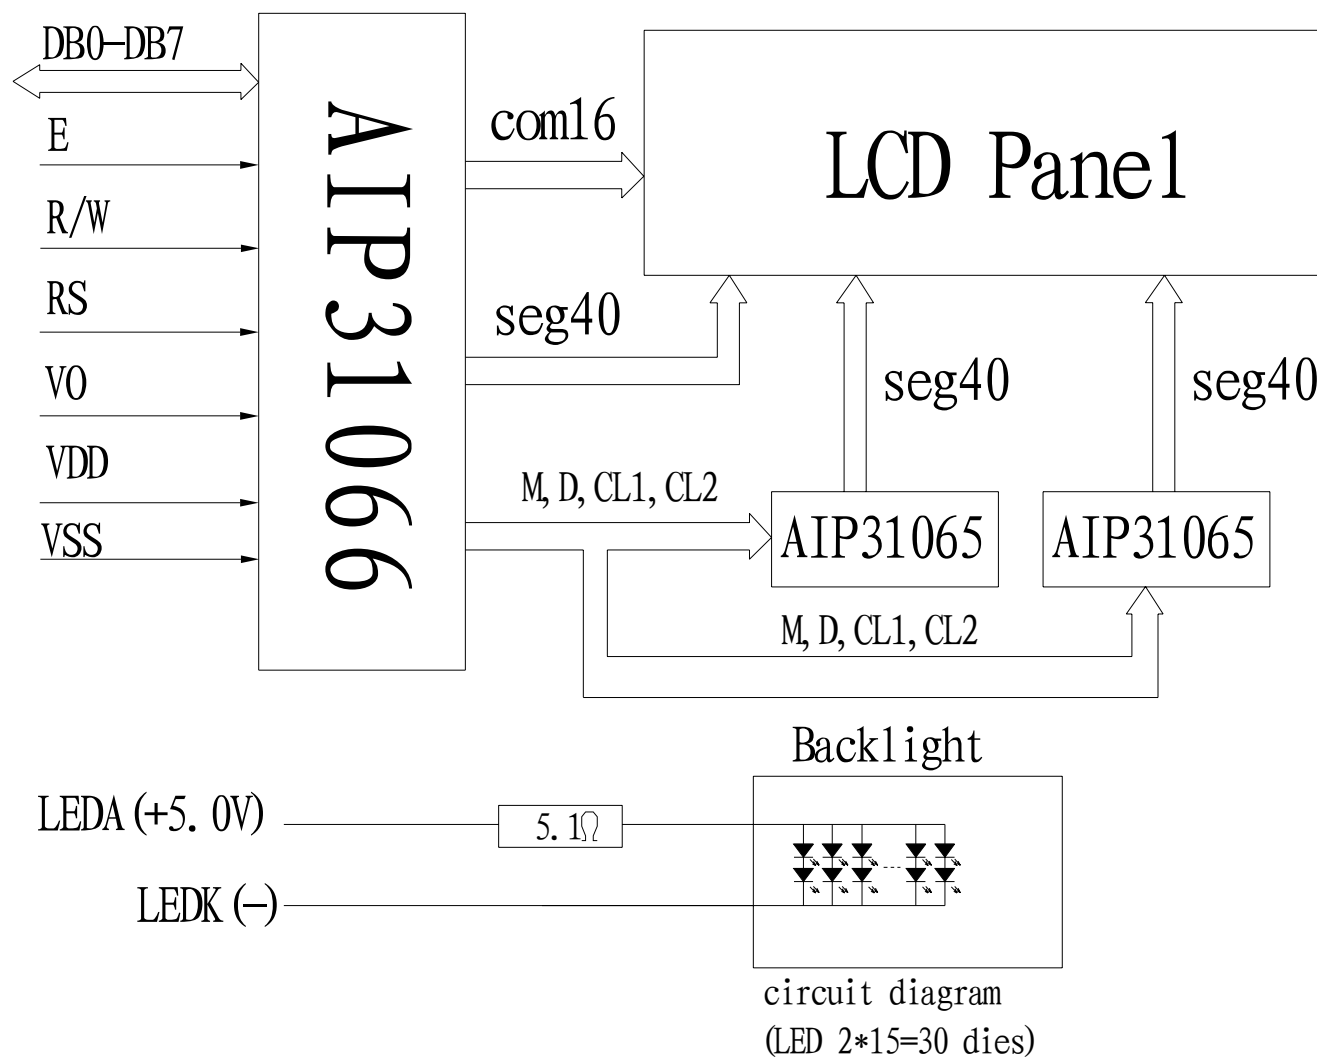 DB0-DB7
E
R/W
RS
VO
VDD
VSS
AIP31066
com16
seg40
LCD Panel
seg40
seg40
M, D, CL1, CL2
AIP31065
AIP31065
M, D, CL1, CL2
Backlight
LEDA (+5. 0V)
5. 1Ω
LEDK (-)
circuit diagram
(LED 2*15=30 dies)